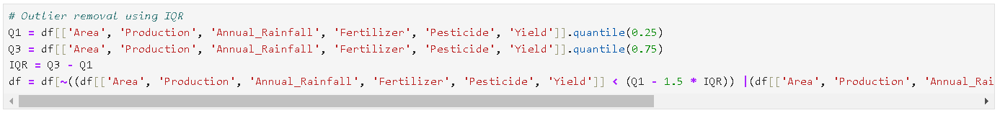 # Outlier removal using IQR
Q1 = df[['Area', 'Production', 'Annual_Rainfall', 'Fertilizer', 'Pesticide', 'Yield']].quantile(0.25)
Q3 = df[['Area', 'Production', 'Annual_Rainfall', 'Fertilizer', 'Pesticide', 'Yield']].quantile(0.75)
IQR = Q3 - Q1
df = df[~((df[['Area', 'Production', 'Annual_Rainfall', 'Fertilizer', 'Pesticide', 'Yield']] < (Q1 - 1.5 * IQR)) |(df[['Area', 'Production', 'Annual_Rai